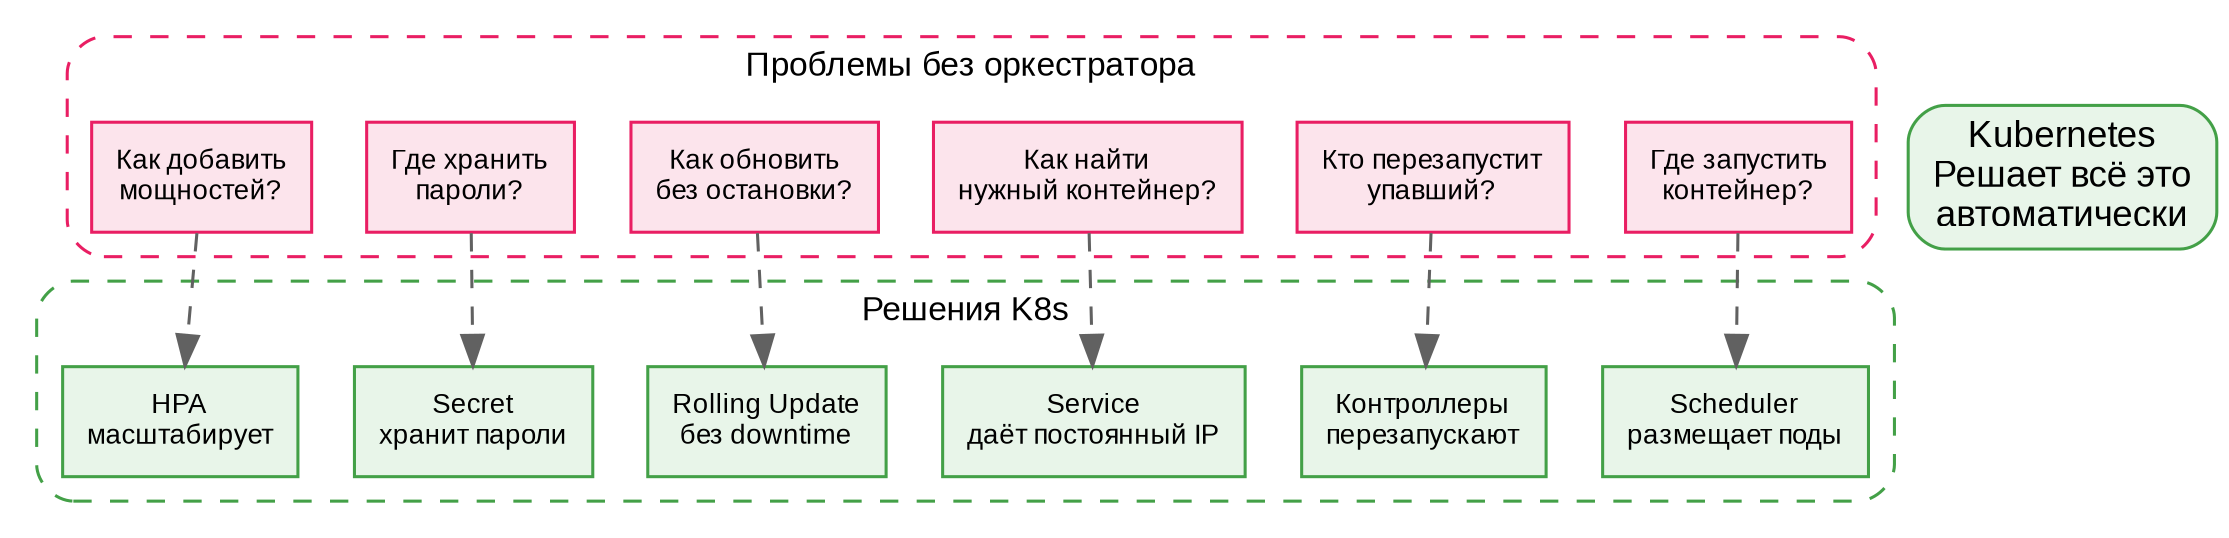 Проблемы без оркестратора
Как добавить
мощностей?
Где хранить
пароли?
Как обновить
без остановки?
Как найти
нужный контейнер?
Кто перезапустит
упавший?
Где запустить
контейнер?
Kubernetes
Решает всё это
автоматически
Решения K8s
HPA
масштабирует
Secret
хранит пароли
Rolling Update
без downtime
Service
даёт постоянный IP
Контроллеры
перезапускают
Scheduler
размещает поды